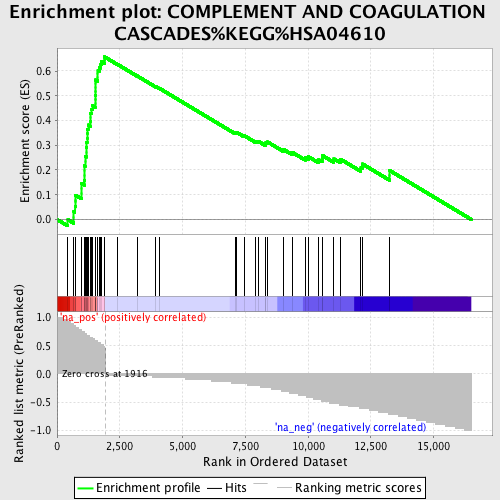 Enrichment plot: COMPLEMENT AND COAGULATION
CASCADES%KEGG%HSA04610
Enrichment score (ES)
0.6
0.5
0.4
0.3
0.2
0.1
0.0
Ranked list metric (PreRanked)
1.0
0.5
0.0
-0.5
-1.0
'na_pos' (positively correlated)
Zero cross at 1916
'na_neg' (negatively correlated)
0 2,500 5,000 7,500 10,000 12,500 15,000
Rank in Ordered Dataset
Enrichment profile Hits Ranking metric scores